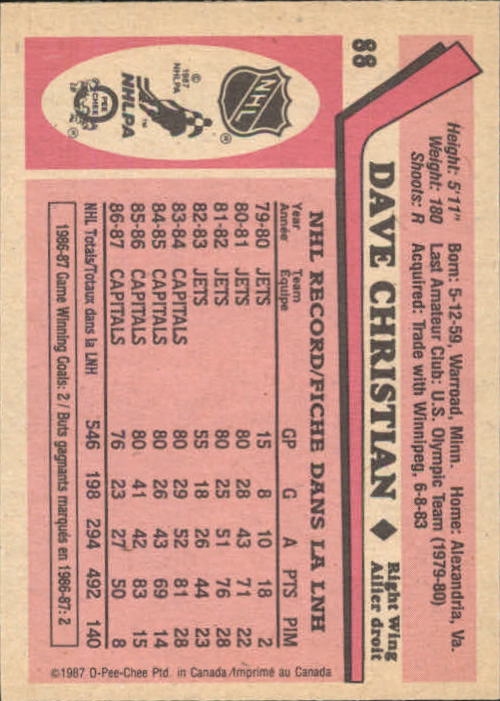 88
Height: 5'11" Born: 5-12-59, Warroad, Minn. Home: Alexandria, Va.
Weight: 180 Last Amateur Club: U.S. Olympic Team (1979-80)
Shoots: R Acquired: Trade with Winnipeg, 6-8-83
DAVE CHRISTIAN ◆ Right Wing
Ailier droit
NHL
®
© 1987 NHLPA
NHLPA™
O PEE CHEE
®
NHL RECORD/FICHE DANS LA LNH
Year Team GP G A PTS PIM
Année Équipe
79-80 JETS 15 8 10 18 2
80-81 JETS 80 28 43 71 22
81-82 JETS 80 25 51 76 28
82-83 JETS 55 18 26 44 23
83-84 CAPITALS 80 29 52 81 28
84-85 CAPITALS 80 26 43 69 14
85-86 CAPITALS 80 41 42 83 15
86-87 CAPITALS 76 23 27 50 8
NHL Totals/Totaux dans la LNH 546 198 294 492 140
1986-87 Game Winning Goals: 2 / Buts gagnants marqués en 1986-87: 2
©1987 O-Pee-Chee Ptd. in Canada/Imprimé au Canada